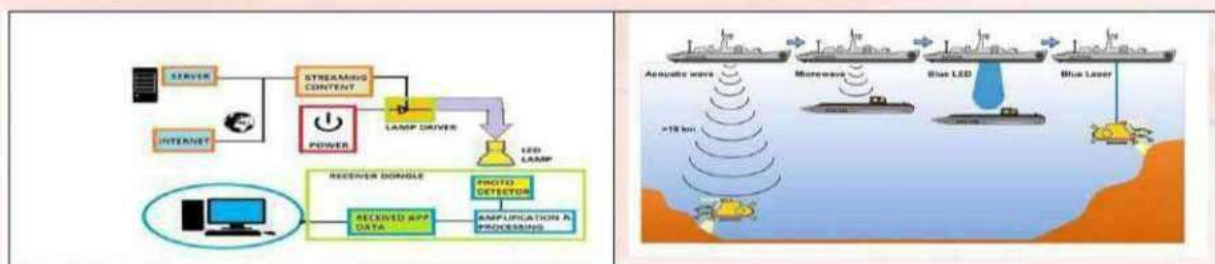 SERVER
STREAMING
CONTENT
INTERNET
POWER
LAMP DRIVER
LED
LAMP
RECEIVER DONGLE
PHOTO
DETECTOR
RECEIVED APP
DATA
AMPLIFICATION &
PROCESSING
Acoustic wave
Microwave
Blue LED
Blue Laser
>10 km